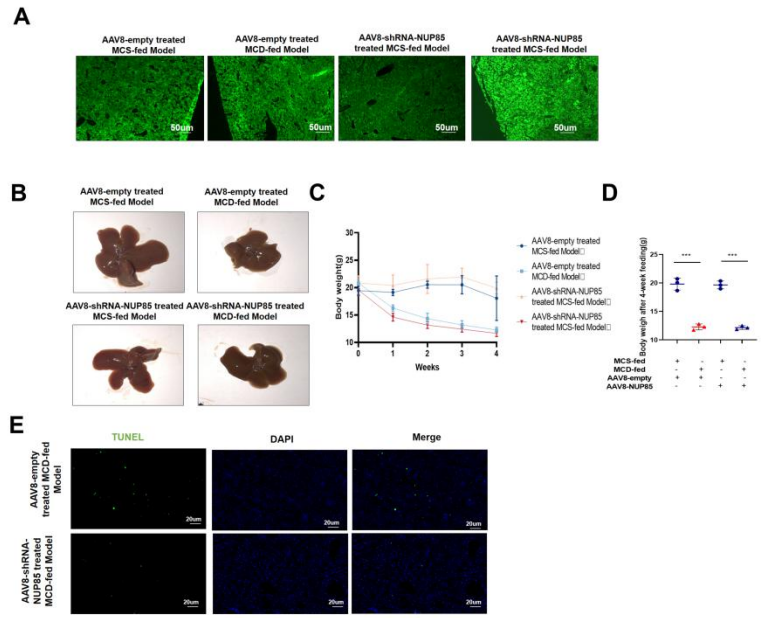 A
AAV8-empty treated
MCS-fed Model
AAV8-empty treated
MCD-fed Model
AAV8-shRNA-NUP85
treated MCS-fed Model
AAV8-shRNA-NUP85
treated MCS-fed Model
50um
50um
50um
50um
B
AAV8-empty treated
MCS-fed Model
AAV8-empty treated
MCD-fed Model
AAV8-shRNA-NUP85 treated
MCS-fed Model
AAV8-shRNA-NUP85 treated
MCD-fed Model
C
Body weight(g)
30
25
20
15
10
0
1
2
3
4
Weeks
AAV8-empty treated
MCS-fed Model□
AAV8-empty treated
MCD-fed Model□
AAV8-shRNA-NUP85
treated MCS-fed Model□
AAV8-shRNA-NUP85
treated MCS-fed Model□
D
Body weigh after 4-week feeding(g)
25
20
15
10
***
***
MCS-fed + - + -
MCD-fed - + - +
AAV8-empty + + - -
AAV8-NUP85 - - + +
E
TUNEL
DAPI
Merge
AAV8-empty
treated MCD-fed
Model
20um
20um
20um
AAV8-shRNA-
NUP85 treated
MCD-fed Model
20um
20um
20um